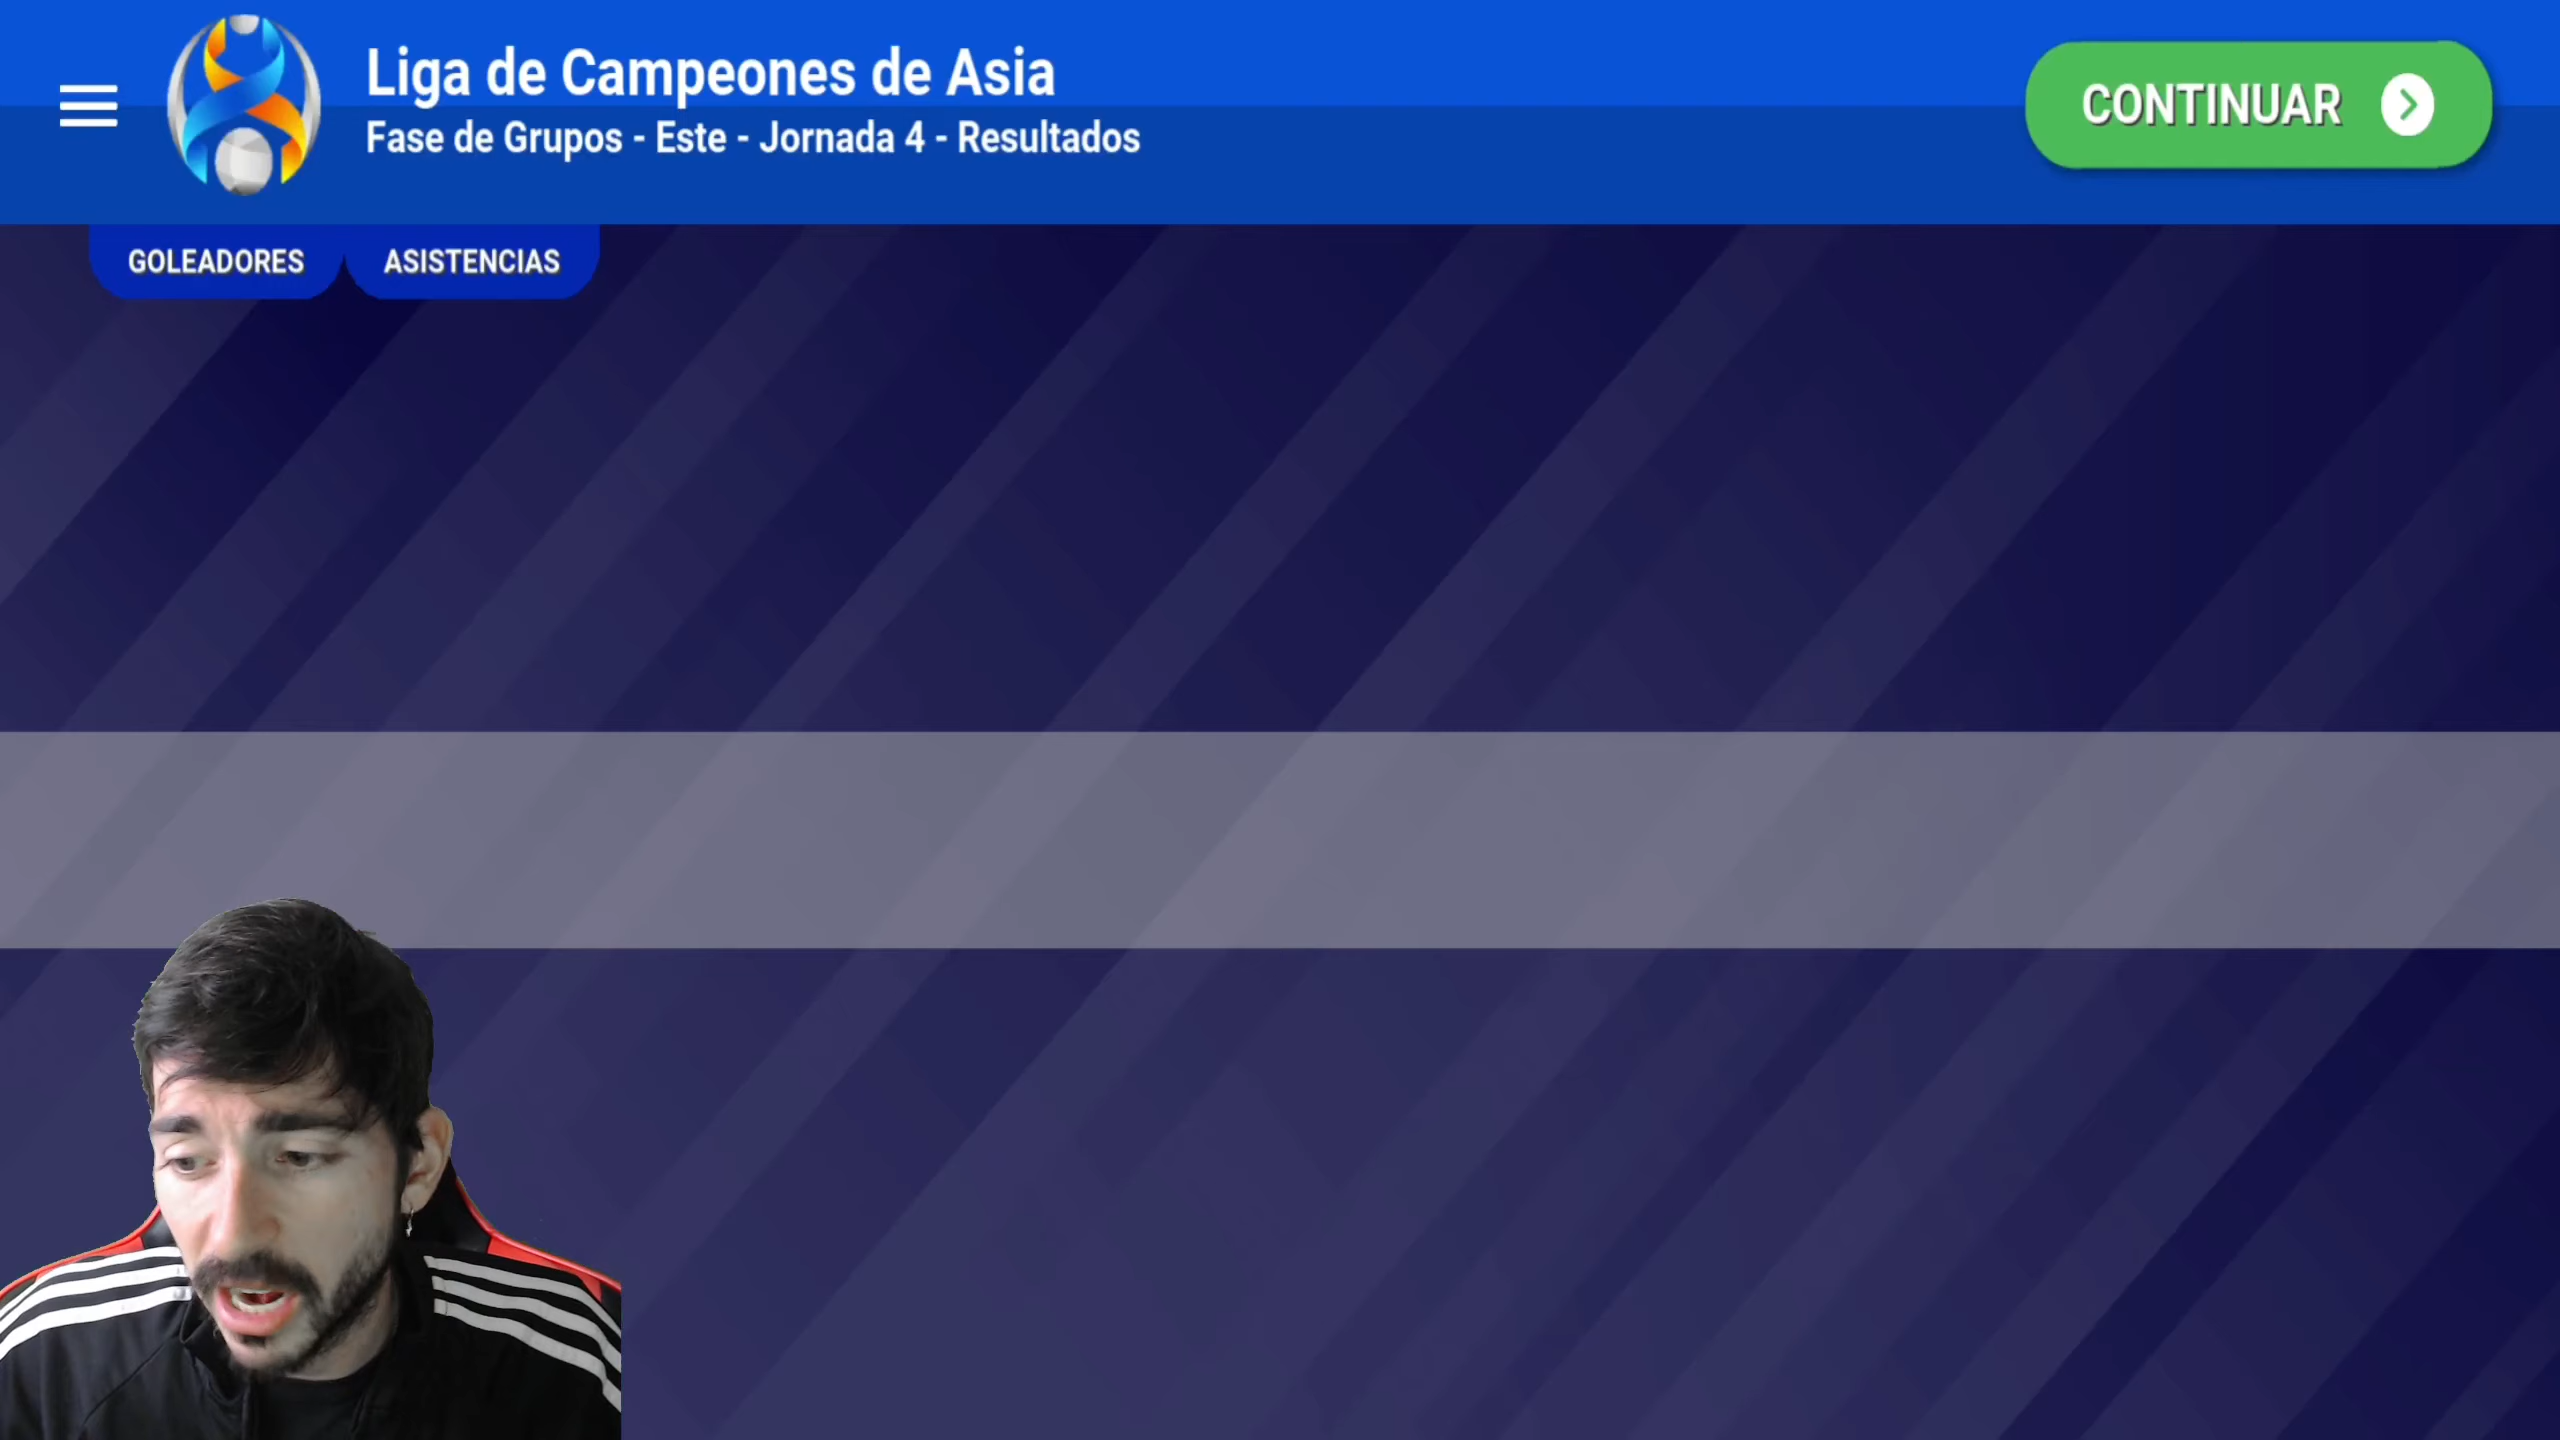 Liga de Campeones de Asia
Fase de Grupos - Este - Jornada 4 - Resultados
CONTINUAR
GOLEADORES
ASISTENCIAS